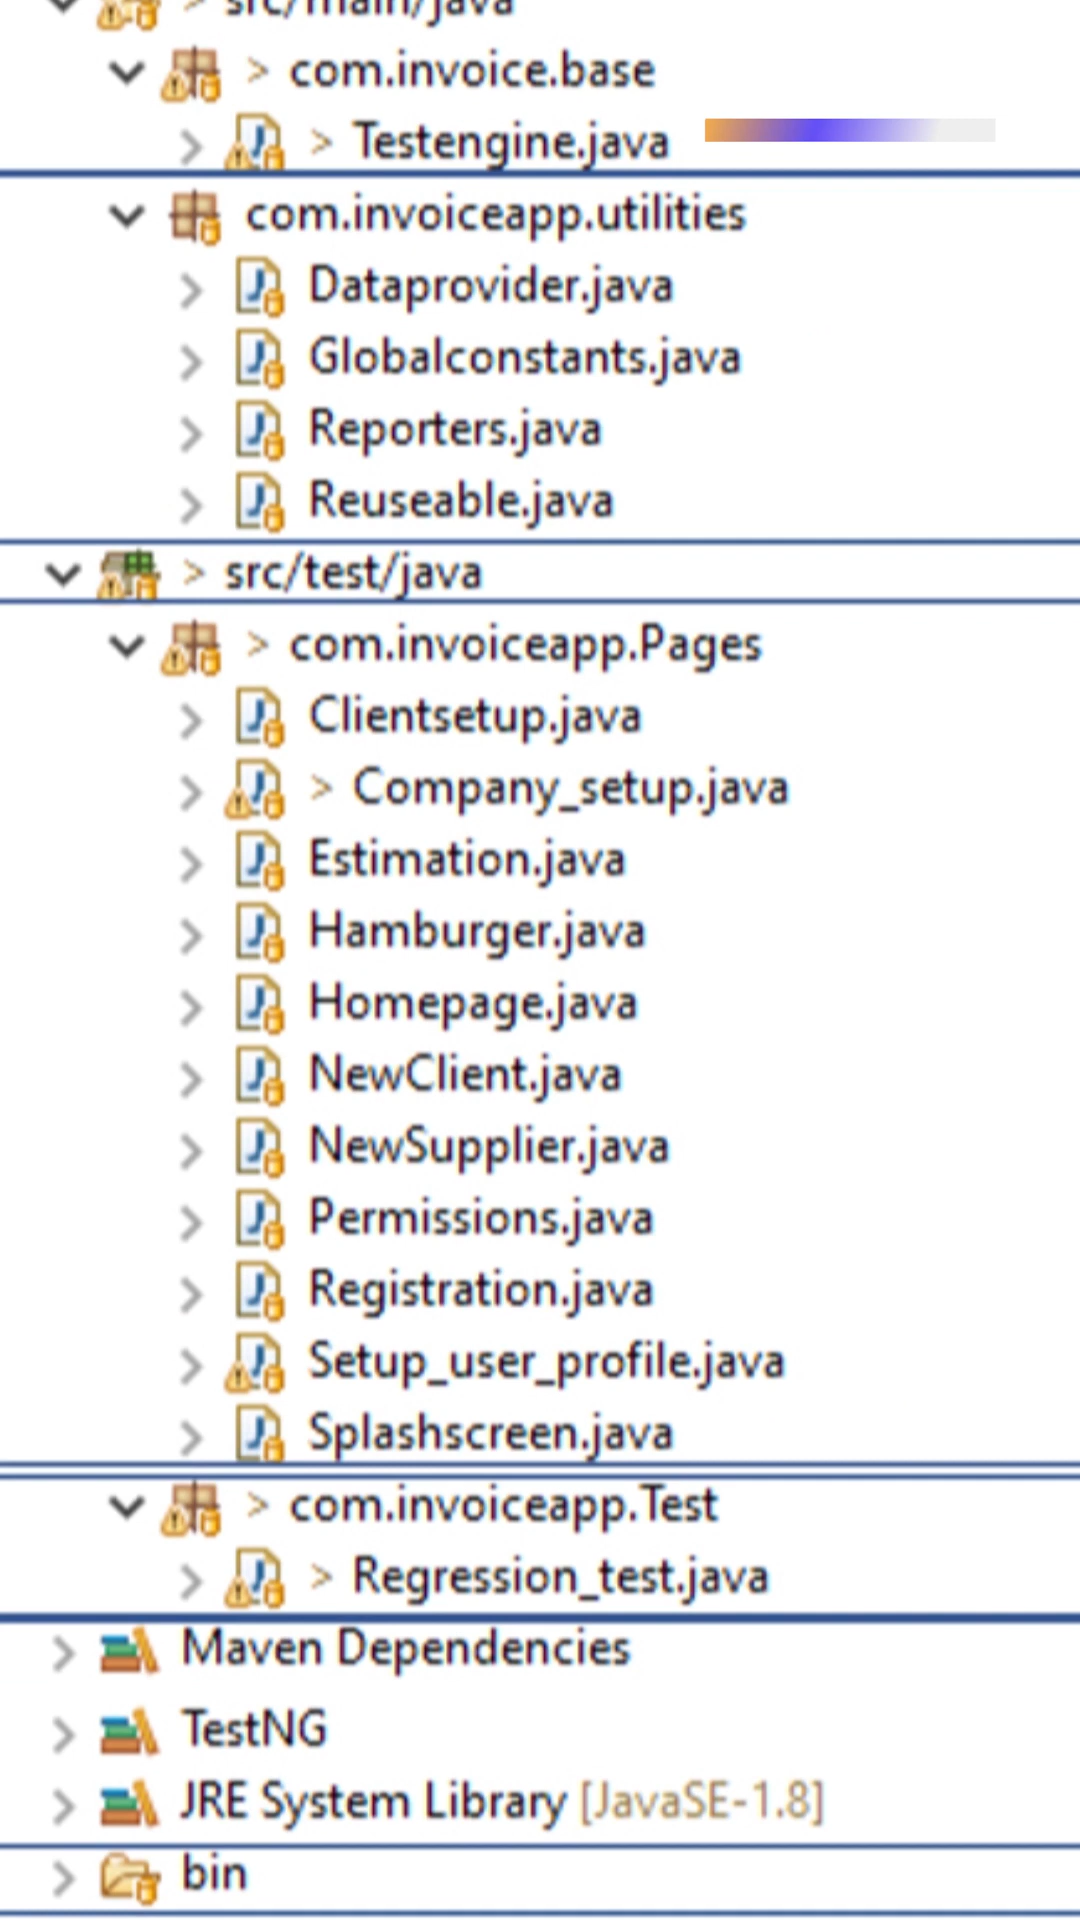 > src/main/java
> com.invoice.base
> Testengine.java
com.invoiceapp.utilities
Dataprovider.java
Globalconstants.java
Reporters.java
Reuseable.java
> src/test/java
> com.invoiceapp.Pages
Clientsetup.java
> Company_setup.java
Estimation.java
Hamburger.java
Homepage.java
NewClient.java
NewSupplier.java
Permissions.java
Registration.java
Setup_user_profile.java
Splashscreen.java
> com.invoiceapp.Test
> Regression_test.java
Maven Dependencies
TestNG
JRE System Library [JavaSE-1.8]
bin